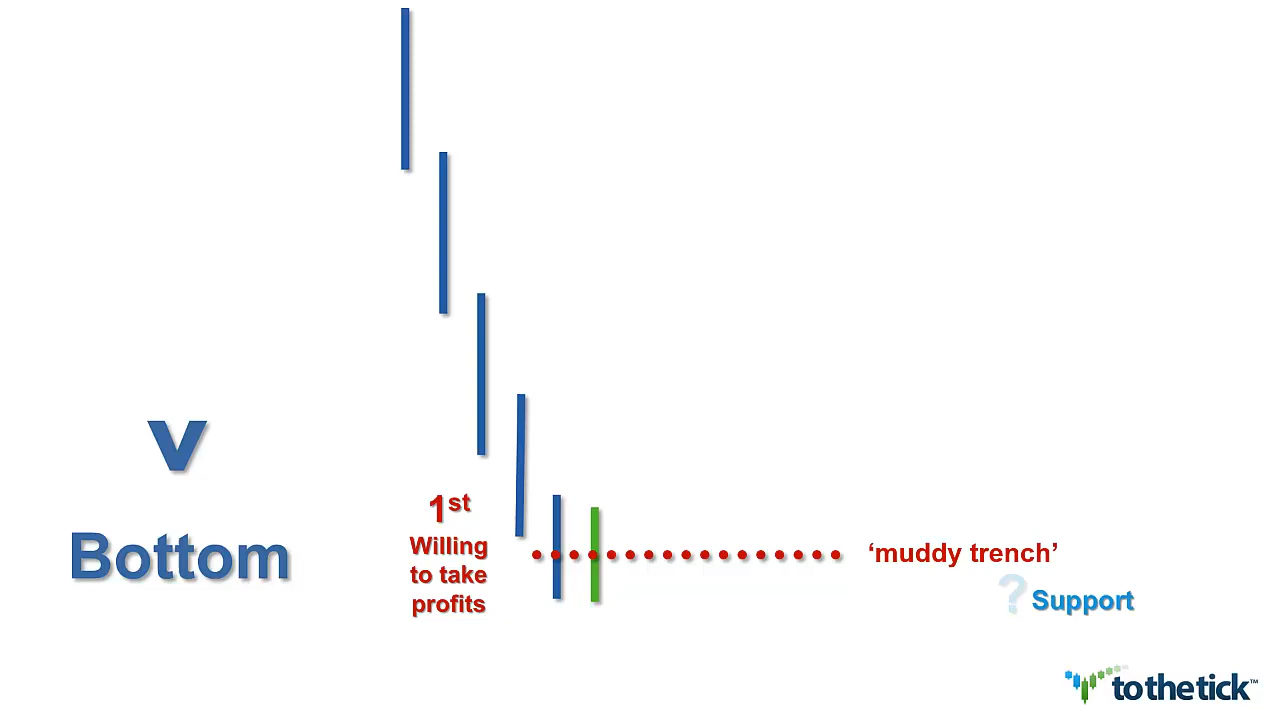 V
Bottom
1st
Willing
to take
profits
‘muddy trench’
? Support
tothetick™